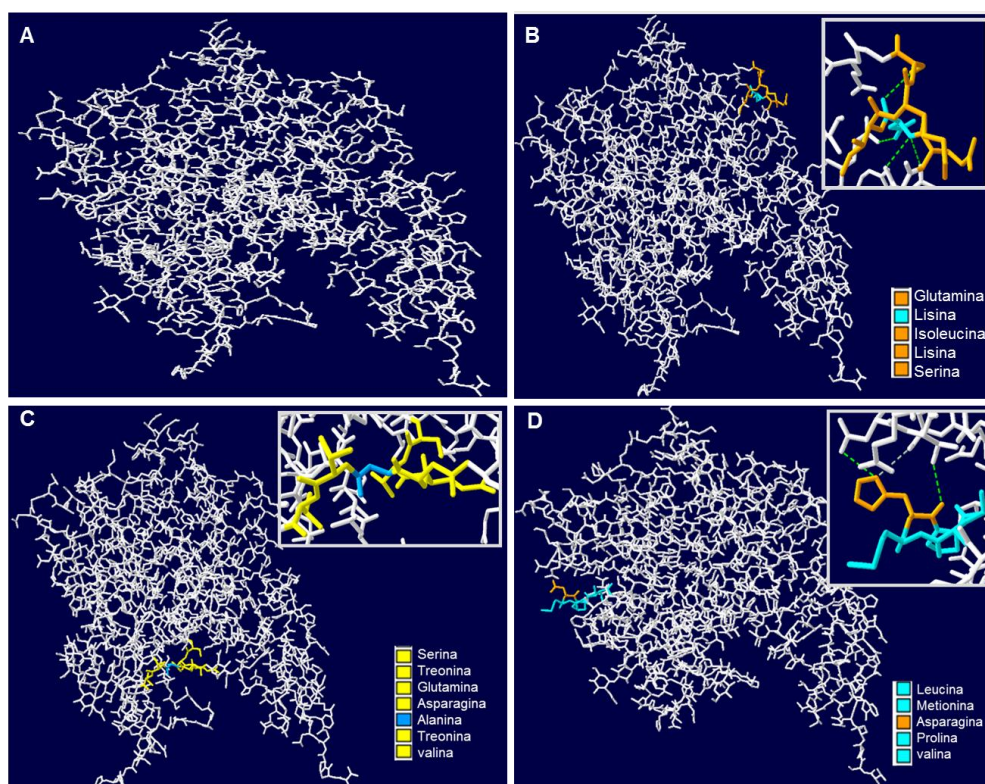 A
B
Glutamina
Lisina
Isoleucina
Lisina
Serina
C
Serina
Treonina
Glutamina
Asparagina
Alanina
Treonina
valina
D
Leucina
Metionina
Asparagina
Prolina
valina